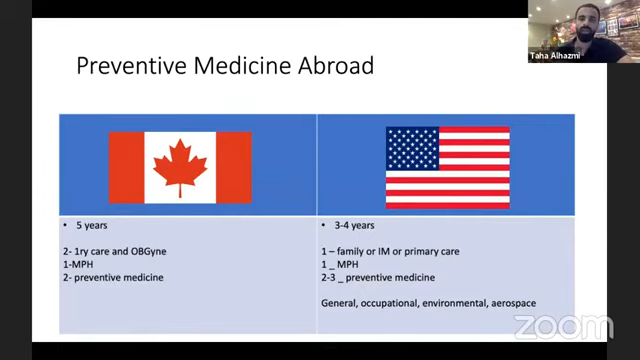 Taha Alhazmi
Preventive Medicine Abroad
• 5 years
2- 1ry care and OBGyne
1-MPH
2- preventive medicine
• 3-4 years
1 – family or IM or primary care
1 _ MPH
2-3 _ preventive medicine
General, occupational, environmental, aerospace
zoom